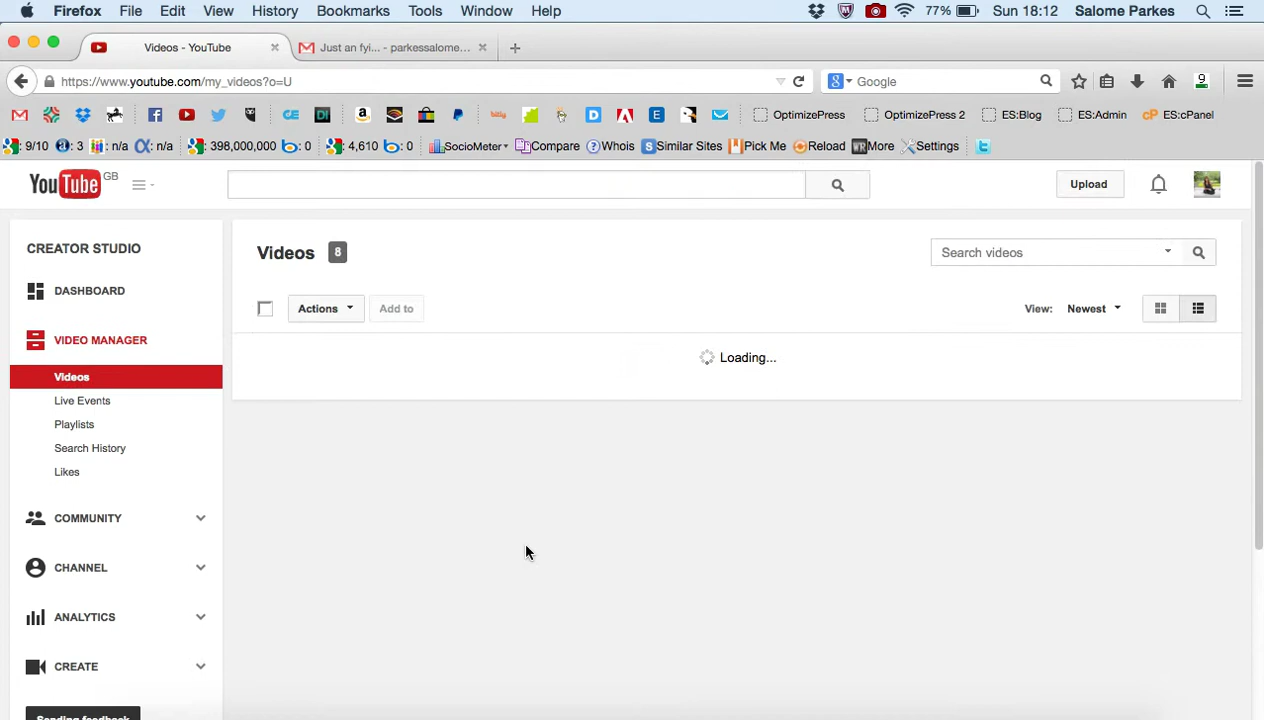 Firefox File Edit View History Bookmarks Tools Window Help 77% Sun 18:12 Salome Parkes
Videos - YouTube Just an fyi... - parkessalome...
https://www.youtube.com/my_videos?o=U Google
OptimizePress OptimizePress 2 ES:Blog ES:Admin ES:cPanel
9/10 3 n/a n/a 398,000,000 0 4,610 0 SocioMeter Compare Whois Similar Sites Pick Me Reload More Settings
YouTube GB Upload
CREATOR STUDIO
Videos 8 Search videos
DASHBOARD
Actions Add to View: Newest
VIDEO MANAGER
Loading...
Videos
Live Events
Playlists
Search History
Likes
COMMUNITY
CHANNEL
ANALYTICS
CREATE
Sending feedback